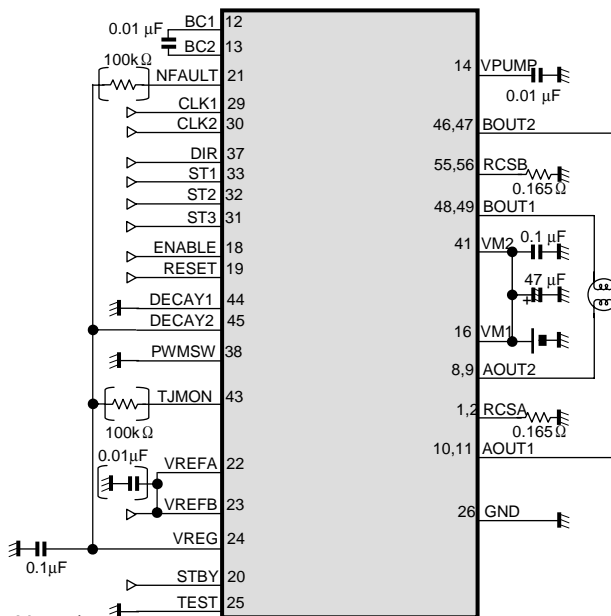 BC1 12
0.01 μF
BC2 13
100kΩ
NFAULT 21
CLK1 29
CLK2 30
DIR 37
ST1 33
ST2 32
ST3 31
ENABLE 18
RESET 19
DECAY1 44
DECAY2 45
PWMSW 38
TJMON 43
100kΩ
0.01μF
VREFA 22
VREFB 23
VREG 24
0.1μF
STBY 20
TEST 25
14 VPUMP
0.01 μF
46,47 BOUT2
55,56 RCSB
0.165Ω
48,49 BOUT1
41 VM2
0.1 μF
47 μF
+
16 VM1
8,9 AOUT2
1,2 RCSA
0.165Ω
10,11 AOUT1
26 GND